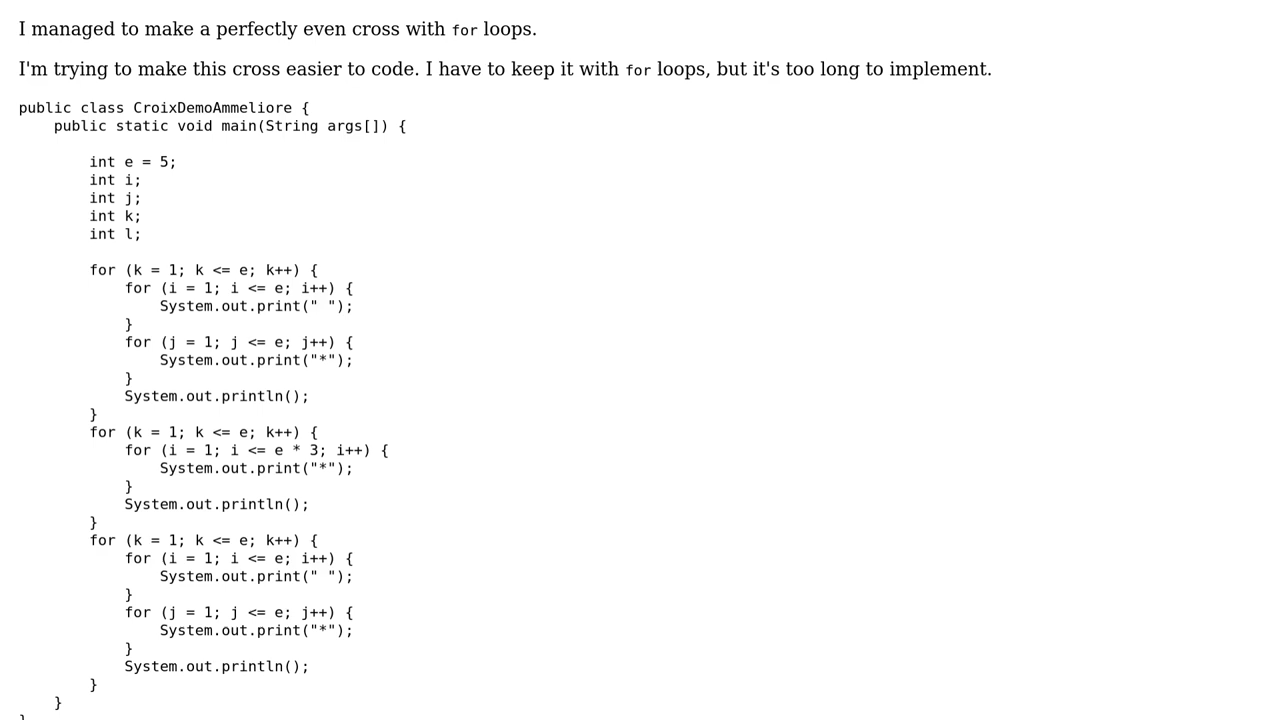 I managed to make a perfectly even cross with for loops.
I'm trying to make this cross easier to code. I have to keep it with for loops, but it's too long to implement.
public class CroixDemoAmmeliore {
    public static void main(String args[]) {

        int e = 5;
        int i;
        int j;
        int k;
        int l;

        for (k = 1; k <= e; k++) {
            for (i = 1; i <= e; i++) {
                System.out.print(" ");
            }
            for (j = 1; j <= e; j++) {
                System.out.print("*");
            }
            System.out.println();
        }
        for (k = 1; k <= e; k++) {
            for (i = 1; i <= e * 3; i++) {
                System.out.print("*");
            }
            System.out.println();
        }
        for (k = 1; k <= e; k++) {
            for (i = 1; i <= e; i++) {
                System.out.print(" ");
            }
            for (j = 1; j <= e; j++) {
                System.out.print("*");
            }
            System.out.println();
        }
    }
}